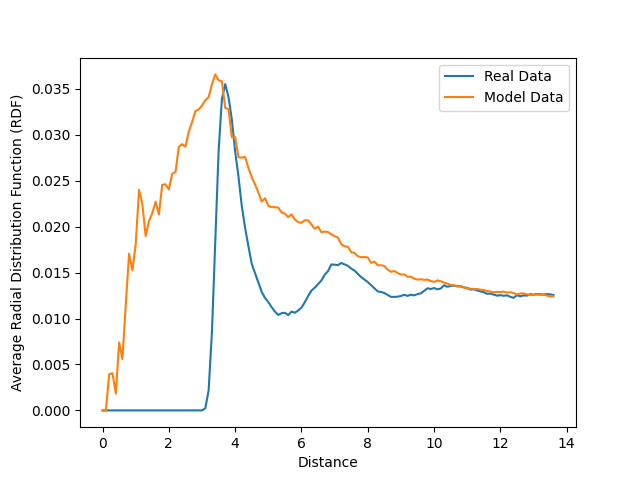 Real Data
Model Data
Average Radial Distribution Function (RDF)
0.035
0.030
0.025
0.020
0.015
0.010
0.005
0.000
0 2 4 6 8 10 12 14
Distance